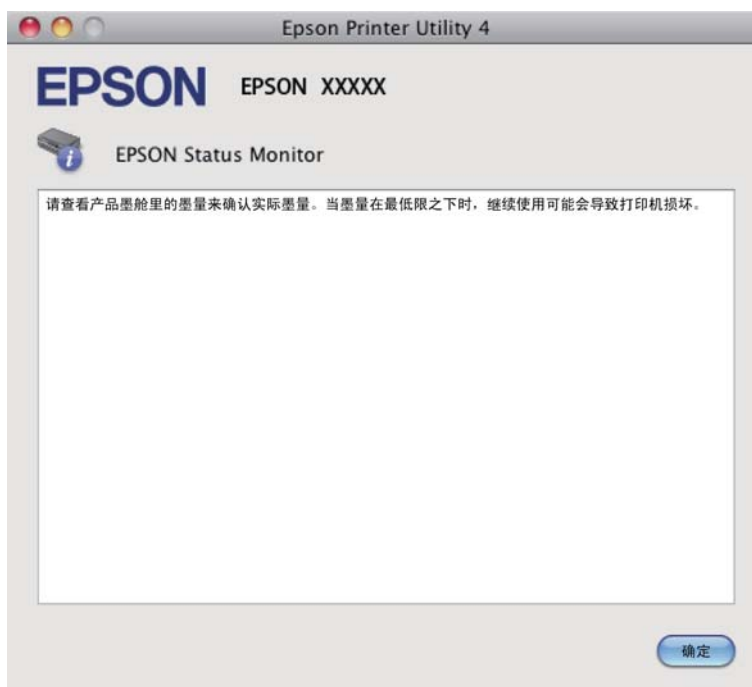 Epson Printer Utility 4
EPSON EPSON XXXXX
EPSON Status Monitor
请查看产品墨舱里的墨量来确认实际墨量。当墨量在最低限之下时，继续使用可能会导致打印机损坏。
确定